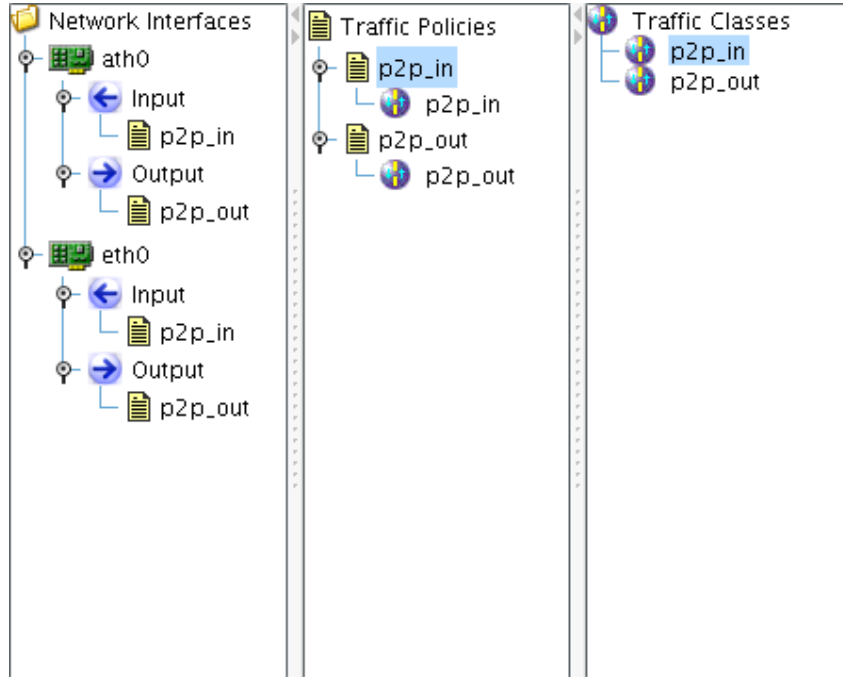 Network Interfaces
ath0
Input
p2p_in
Output
p2p_out
eth0
Input
p2p_in
Output
p2p_out
Traffic Policies
p2p_in
p2p_in
p2p_out
p2p_out
Traffic Classes
p2p_in
p2p_out